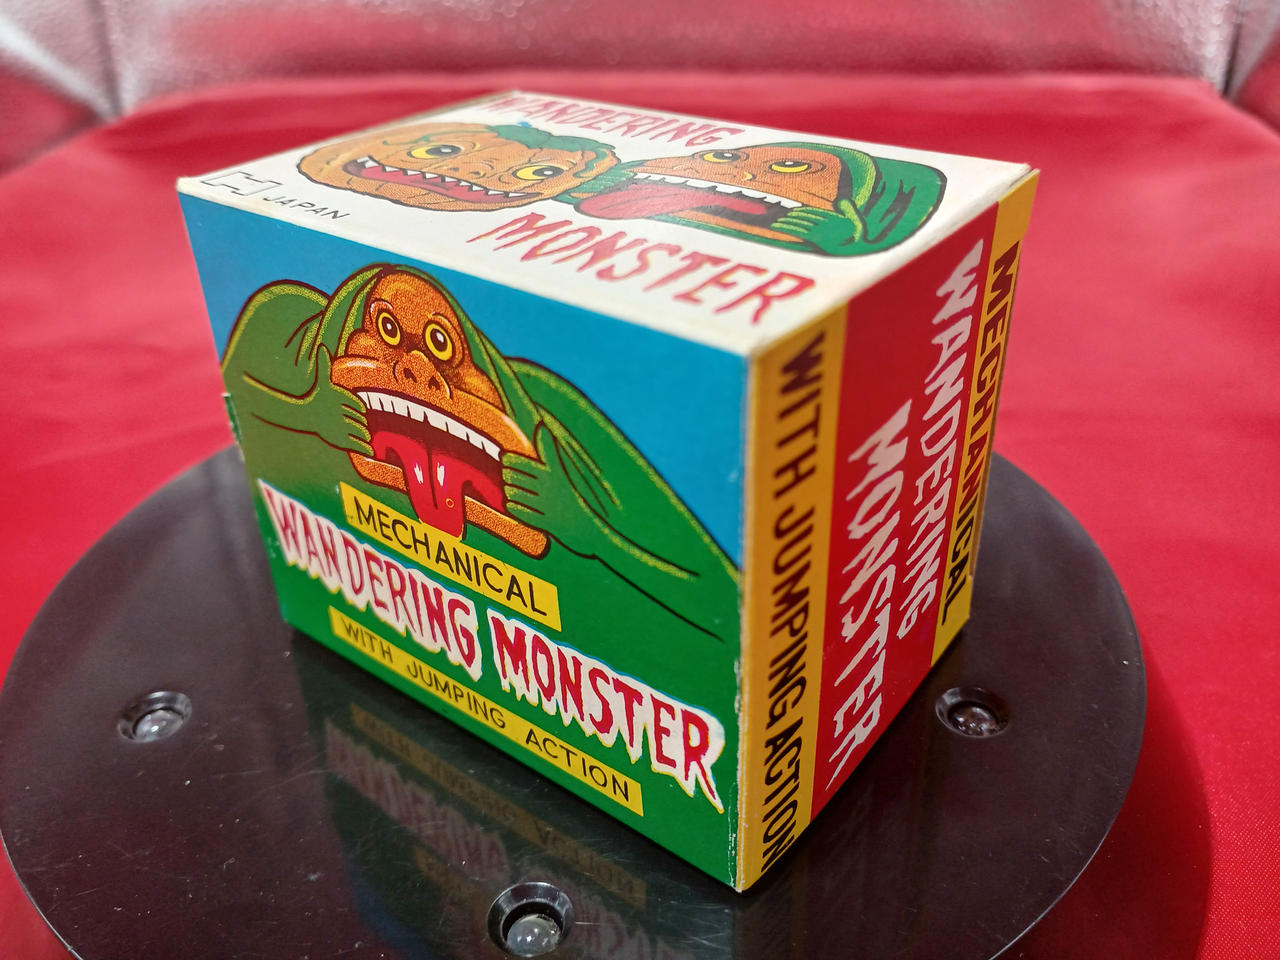 WANDERING
MONSTER
JAPAN
MECHANICAL
WANDERING MONSTER
WITH JUMPING ACTION
MECHANICAL
WANDERING
MONSTER
WITH JUMPING ACTION